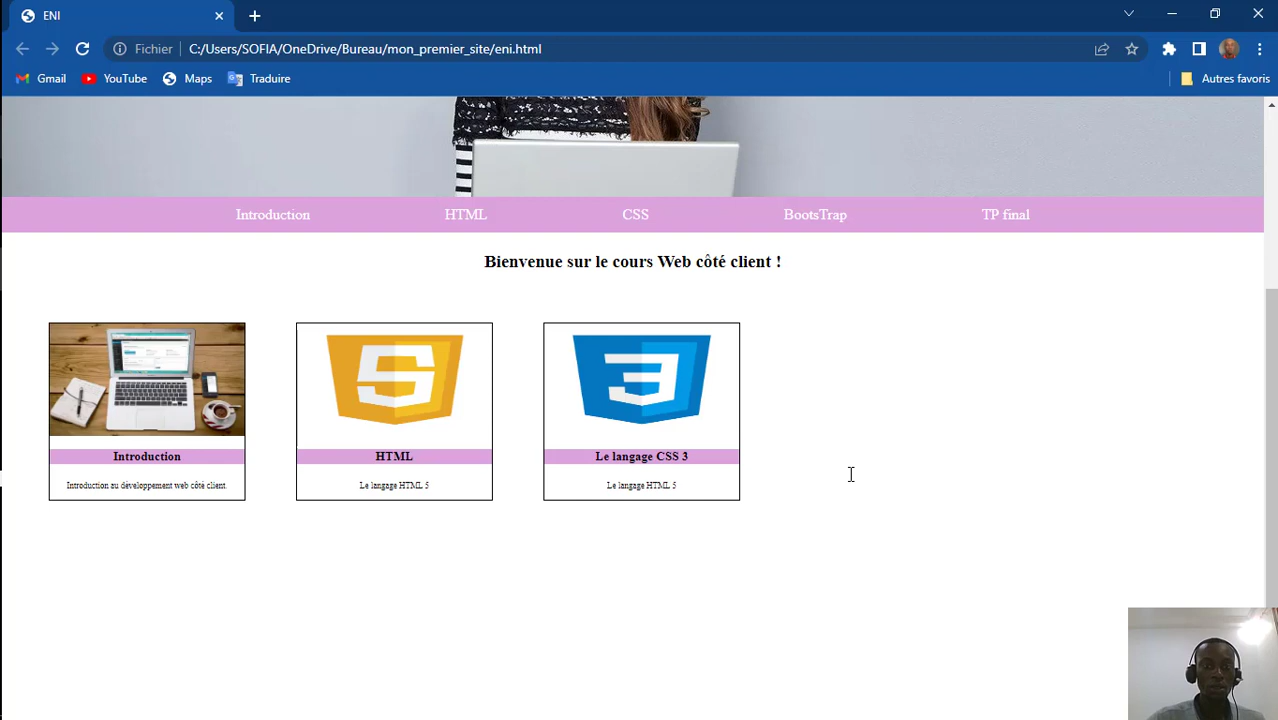 ENI
Fichier C:/Users/SOFIA/OneDrive/Bureau/mon_premier_site/eni.html
Gmail YouTube Maps Traduire Autres favoris
Introduction HTML CSS BootsTrap TP final
Bienvenue sur le cours Web côté client !
Introduction
Introduction au développement web côté client.
HTML
Le langage HTML 5
Le langage CSS 3
Le langage HTML 5